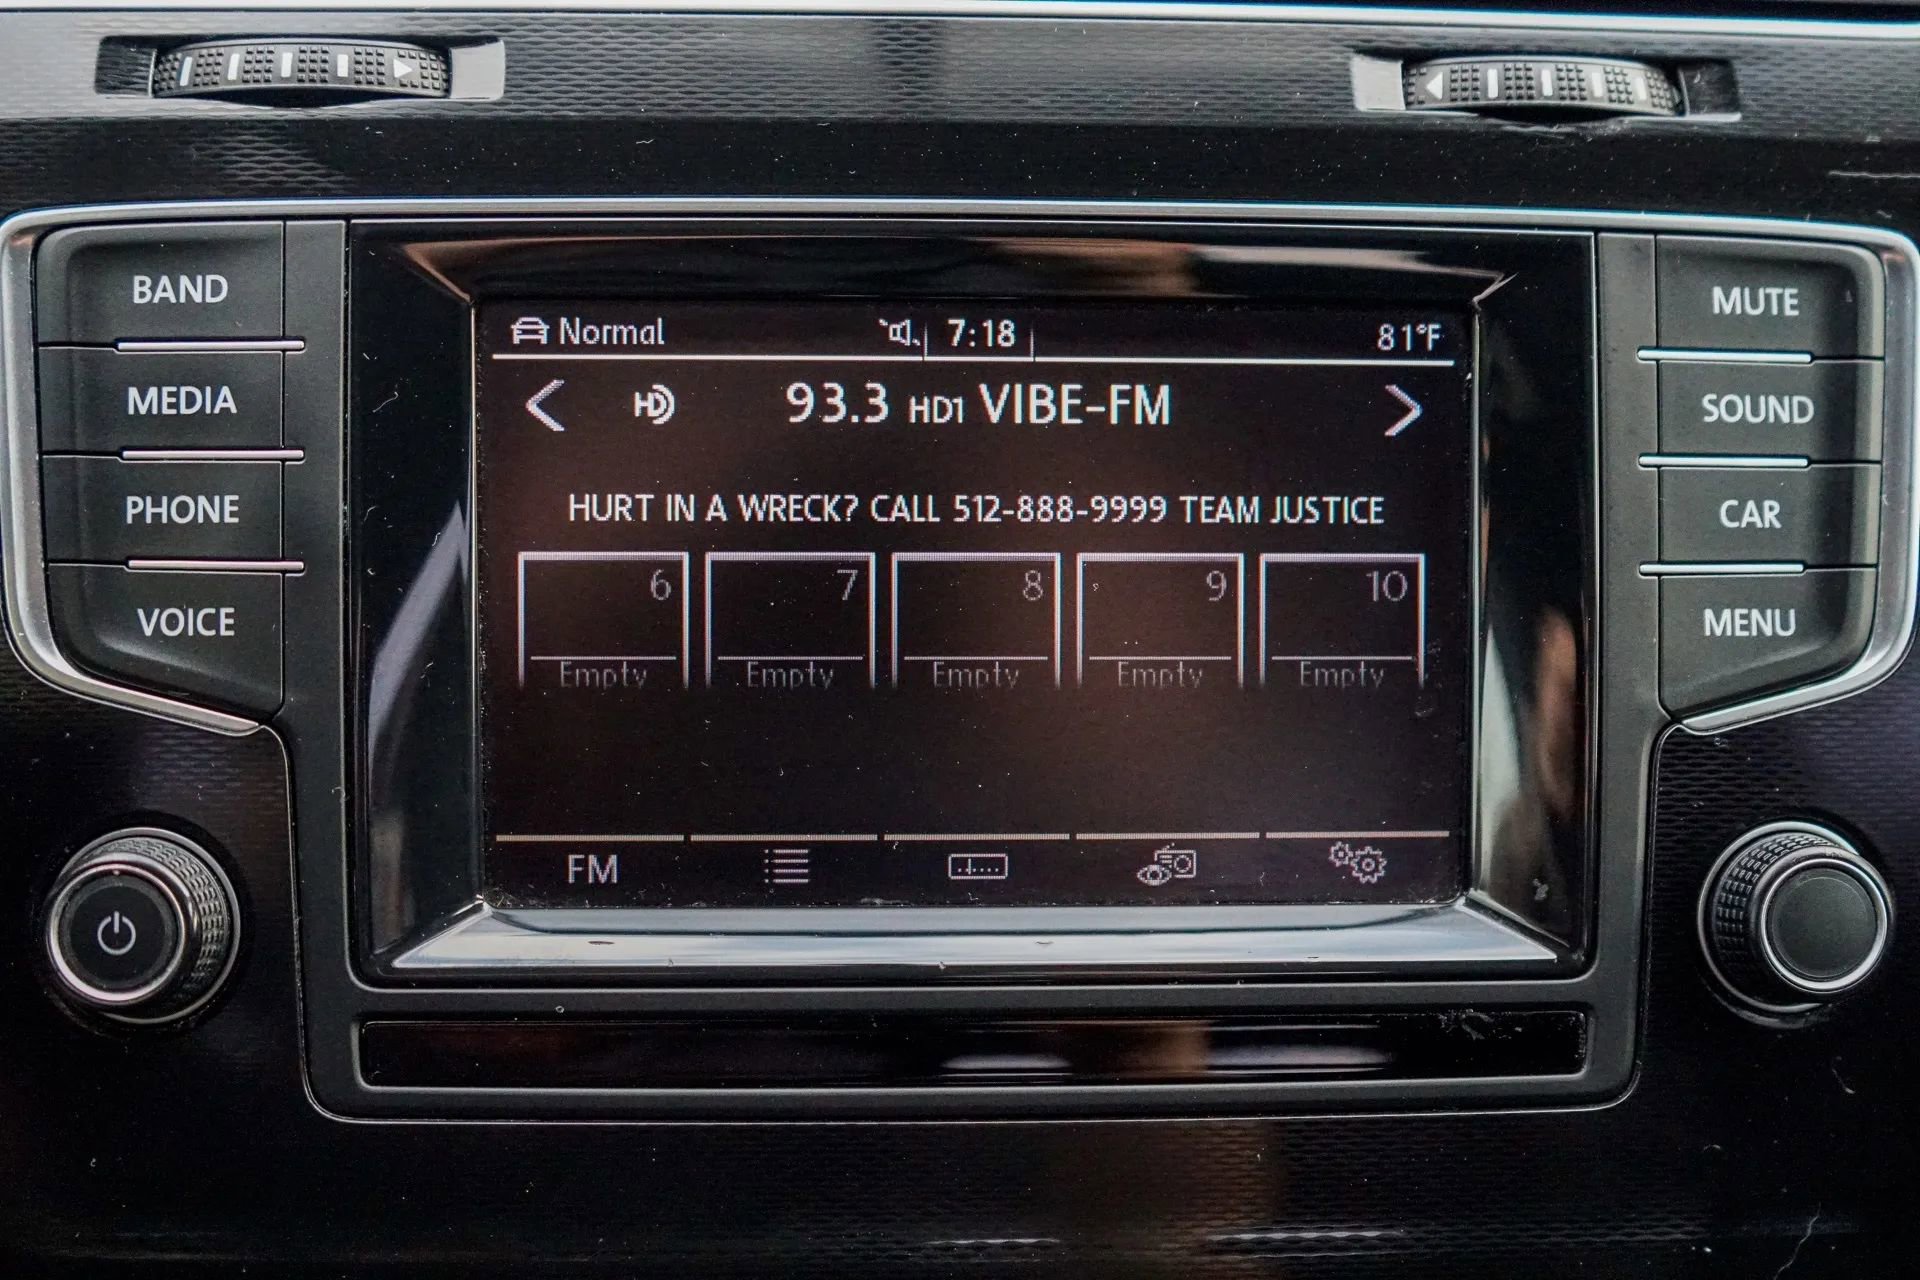 BAND
MEDIA
PHONE
VOICE
Normal 7:18 81°F
HD 93.3 HD1 VIBE-FM
HURT IN A WRECK? CALL 512-888-9999 TEAM JUSTICE
6 7 8 9 10
Empty Empty Empty Empty Empty
FM
MUTE
SOUND
CAR
MENU